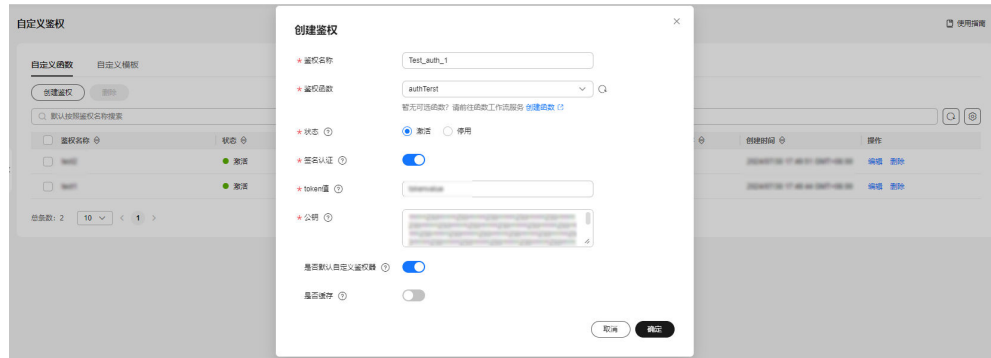 自定义鉴权
使用指南
自定义函数 自定义模板
创建鉴权 删除
默认按照鉴权名称搜索
鉴权名称 状态 创建时间 操作
激活 编辑 删除
激活 编辑 删除
总条数: 2 10 < 1 >
创建鉴权
* 鉴权名称 Test_auth_1
* 鉴权函数 authTerst
暂无可选函数? 请前往函数工作流服务 创建函数
* 状态 激活 停用
* 签名认证
* token值
* 公钥
是否默认自定义鉴权器
是否缓存
取消 确定